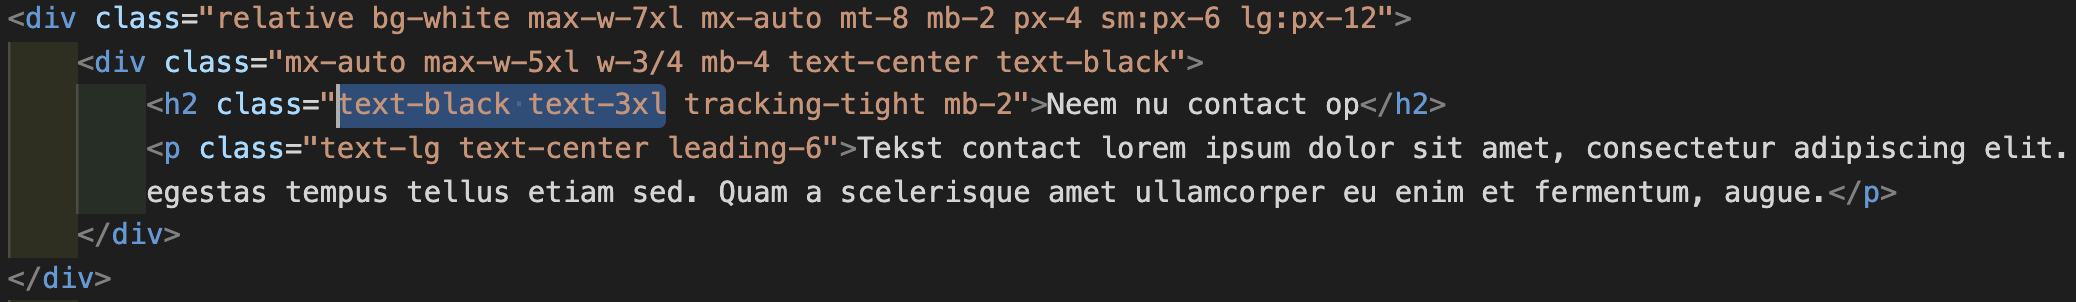 <div class="relative bg-white max-w-7xl mx-auto mt-8 mb-2 px-4 sm:px-6 lg:px-12">
<div class="mx-auto max-w-5xl w-3/4 mb-4 text-center text-black">
<h2 class="text-black text-3xl tracking-tight mb-2">Neem nu contact op</h2>
<p class="text-lg text-center leading-6">Tekst contact lorem ipsum dolor sit amet, consectetur adipiscing elit.
egestas tempus tellus etiam sed. Quam a scelerisque amet ullamcorper eu enim et fermentum, augue.</p>
</div>
</div>